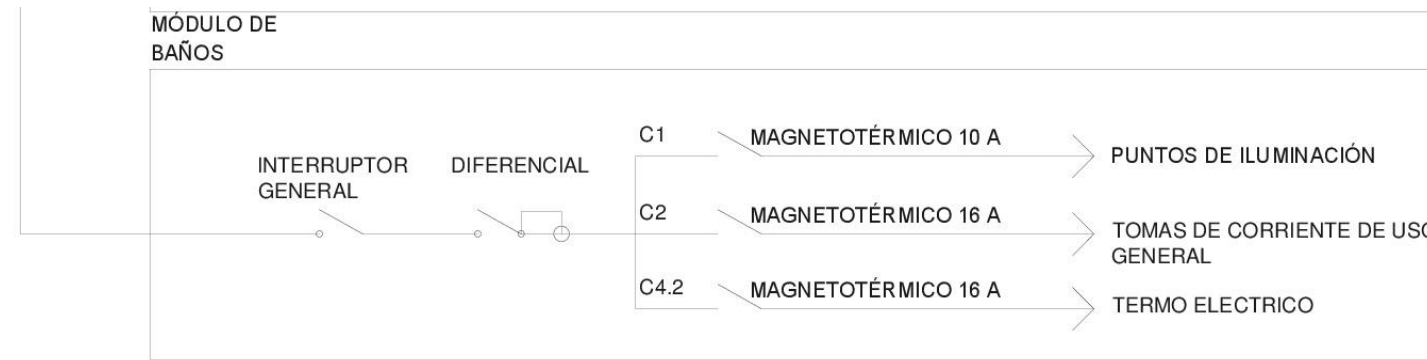 MÓDULO DE
BAÑOS
INTERRUPTOR
GENERAL
DIFERENCIAL
C1
MAGNETOTÉRMICO 10 A
PUNTOS DE ILUMINACIÓN
C2
MAGNETOTÉRMICO 16 A
TOMAS DE CORRIENTE DE USO
GENERAL
C4.2
MAGNETOTÉRMICO 16 A
TERMO ELECTRICO